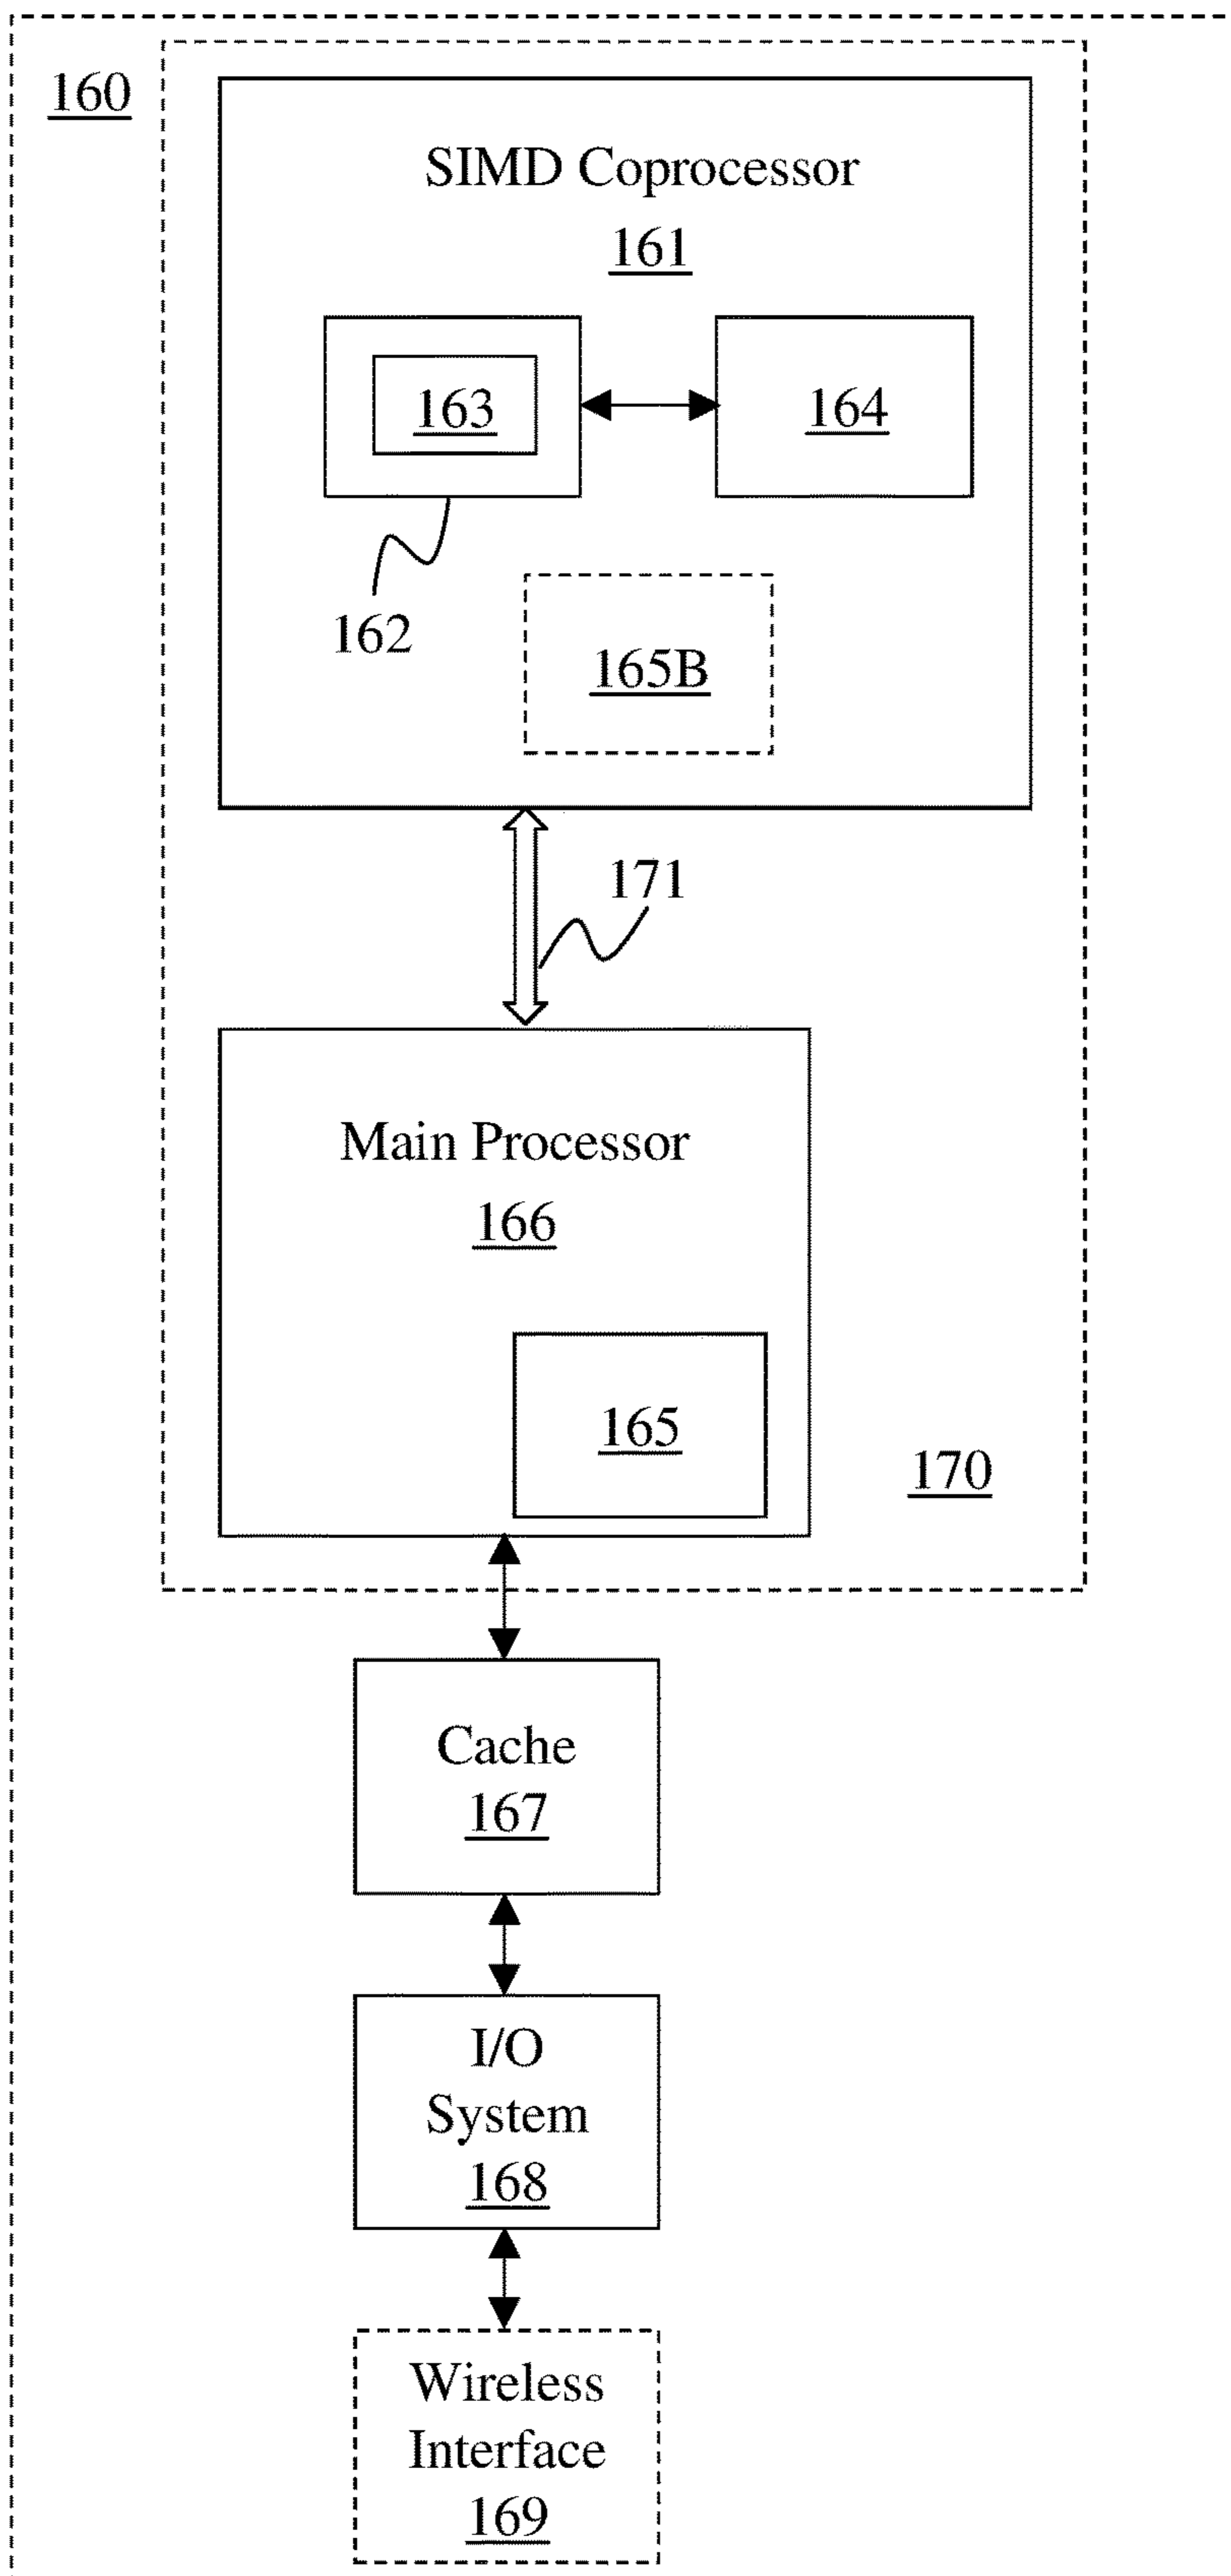 160
SIMD Coprocessor
161
163
164
162
165B
171
Main Processor
166
165
170
Cache
167
I/O
System
168
Wireless
Interface
169